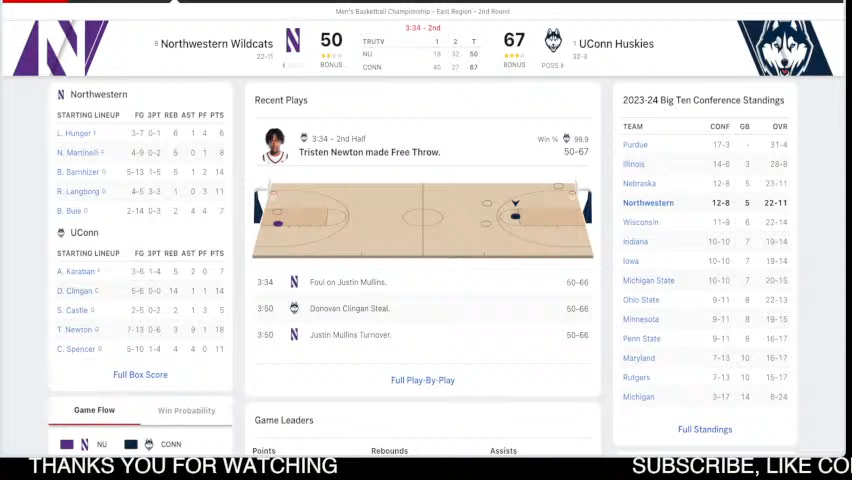 Men's Basketball Championship - East Region - 2nd Round
9 Northwestern Wildcats
22-11
50
BONUS
3:34 - 2nd
TRUTV 1 2 T
NU 18 32 50
CONN 40 27 67
67
BONUS
1 UConn Huskies
POSS 32-3
Northwestern
STARTING LINEUP FG 3PT REB AST PF PTS
L. Hunger F 3-7 0-1 6 1 4 6
N. Martinelli F 4-9 0-2 5 0 1 8
B. Barnhizer G 5-13 1-5 5 1 2 14
R. Langborg G 4-5 3-3 1 0 3 11
B. Buie G 2-14 0-3 2 4 4 7
UConn
STARTING LINEUP FG 3PT REB AST PF PTS
A. Karaban F 3-6 1-4 5 2 0 7
D. Clingan C 5-6 0-0 14 1 1 14
S. Castle G 2-5 0-2 2 1 3 5
T. Newton G 7-13 0-6 3 9 1 18
C. Spencer G 5-10 1-4 4 4 0 11
Full Box Score
Game Flow Win Probability
NU CONN
Recent Plays
3:34 - 2nd Half
Tristen Newton made Free Throw.
Win % 99.9
50-67
3:34 Foul on Justin Mullins. 50-66
3:50 Donovan Clingan Steal. 50-66
3:50 Justin Mullins Turnover. 50-66
Full Play-By-Play
Game Leaders
Points Rebounds Assists
2023-24 Big Ten Conference Standings
TEAM CONF GB OVR
Purdue 17-3 - 31-4
Illinois 14-6 3 28-8
Nebraska 12-8 5 23-11
Northwestern 12-8 5 22-11
Wisconsin 11-9 6 22-14
Indiana 10-10 7 19-14
Iowa 10-10 7 19-14
Michigan State 10-10 7 20-15
Ohio State 9-11 8 22-13
Minnesota 9-11 8 19-15
Penn State 9-11 8 16-17
Maryland 7-13 10 16-17
Rutgers 7-13 10 15-17
Michigan 3-17 14 8-24
Full Standings
THANKS YOU FOR WATCHING
SUBSCRIBE, LIKE CO